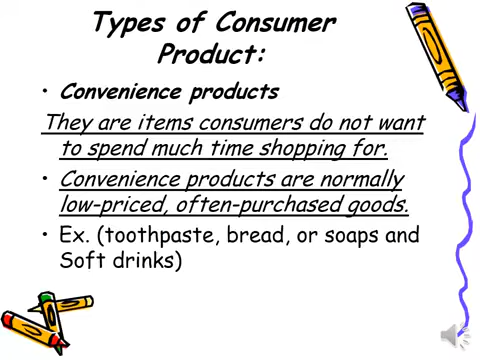 Types of Consumer
Product:
• Convenience products
They are items consumers do not want
to spend much time shopping for.
• Convenience products are normally
low-priced, often-purchased goods.
• Ex. (toothpaste, bread, or soaps and
Soft drinks)